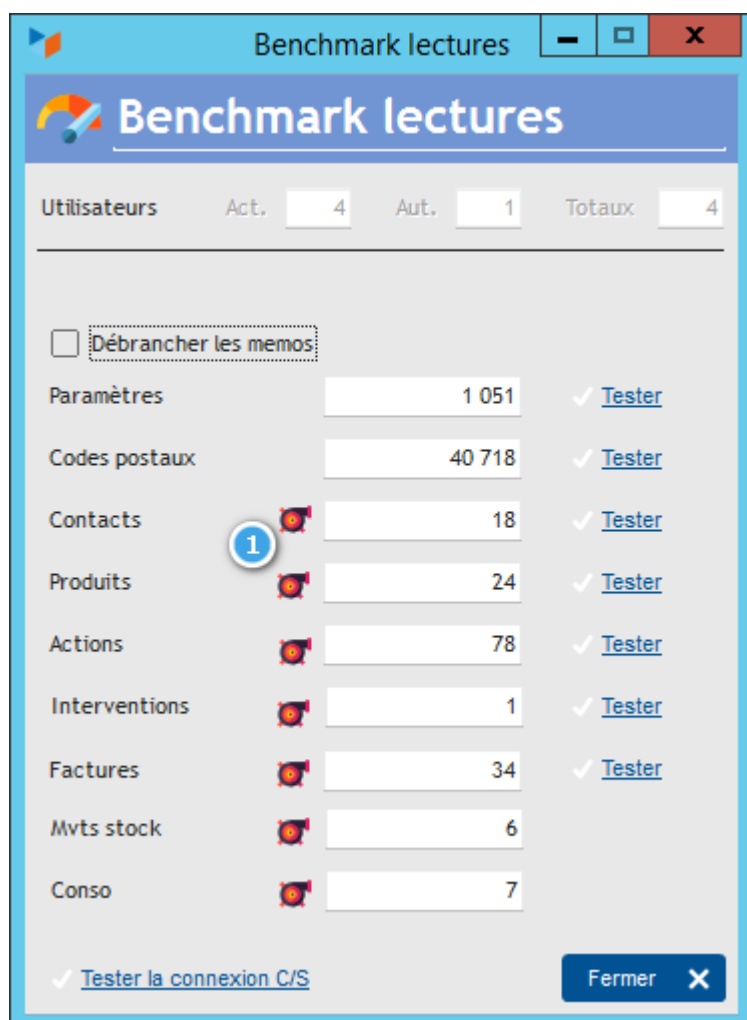 Benchmark lectures
Benchmark lectures
Utilisateurs Act. 4 Aut. 1 Totaux 4
Débrancher les memos
Paramètres 1 051 Tester
Codes postaux 40 718 Tester
Contacts 18 Tester
1
Produits 24 Tester
Actions 78 Tester
Interventions 1 Tester
Factures 34 Tester
Mvts stock 6
Conso 7
Tester la connexion C/S Fermer